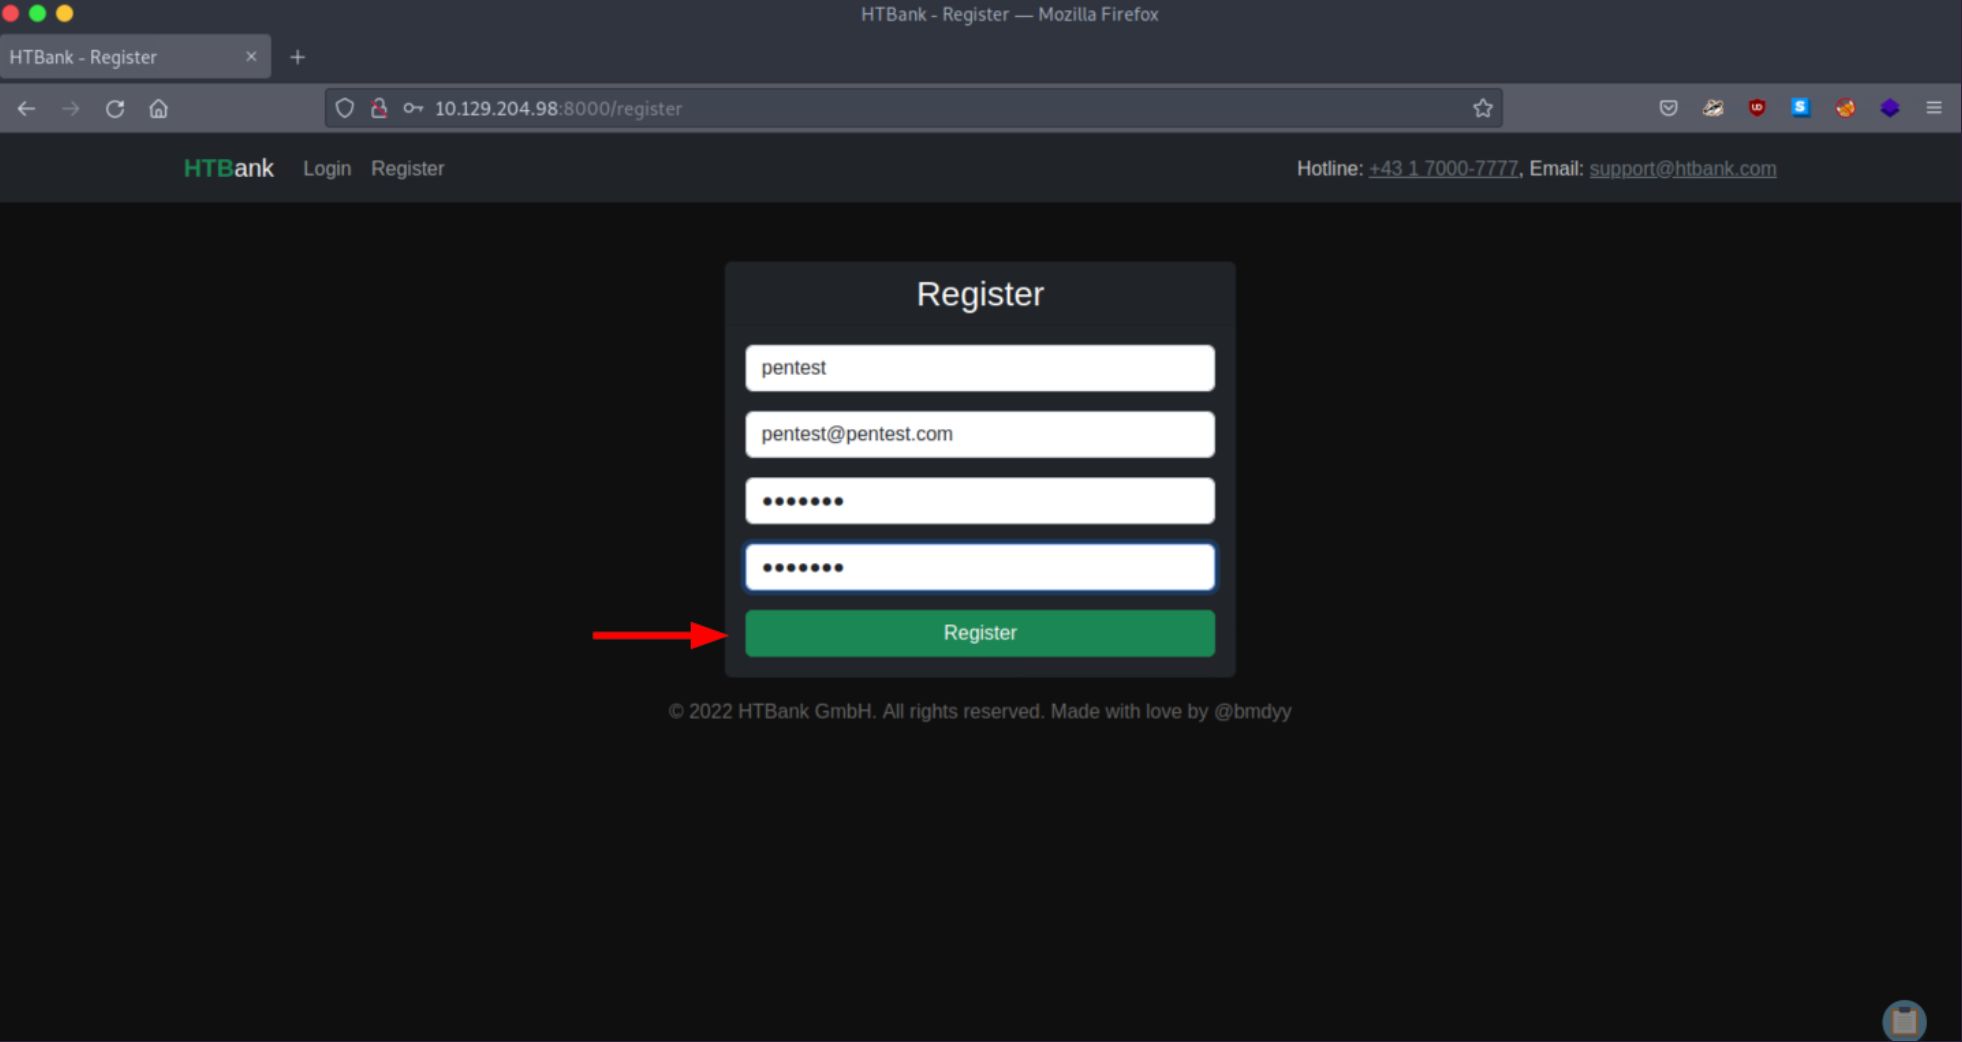 HTBank - Register — Mozilla Firefox
HTBank - Register
10.129.204.98:8000/register
HTBank Login Register Hotline: +43 1 7000-7777, Email: support@htbank.com
Register
pentest
pentest@pentest.com
•••••••
•••••••
Register
© 2022 HTBank GmbH. All rights reserved. Made with love by @bmdyy